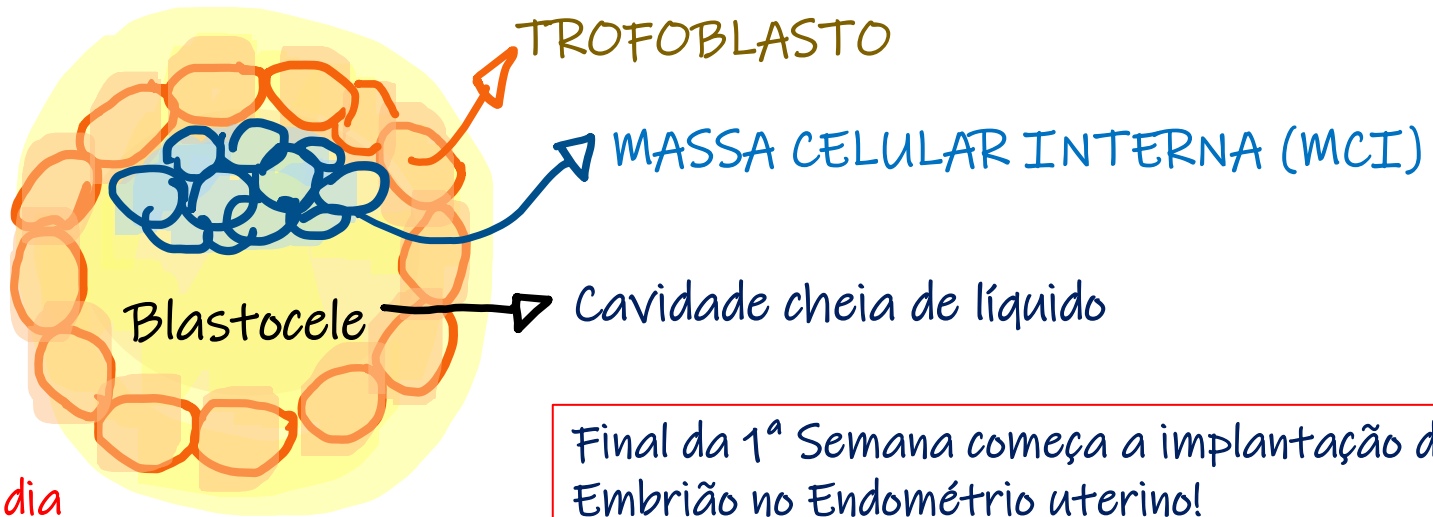 TROFOBLASTO
MASSA CELULAR INTERNA (MCI)
Blastocele
Cavidade cheia de líquido
Final da 1ª Semana começa a implantação d
Embrião no Endométrio uterino!
dia